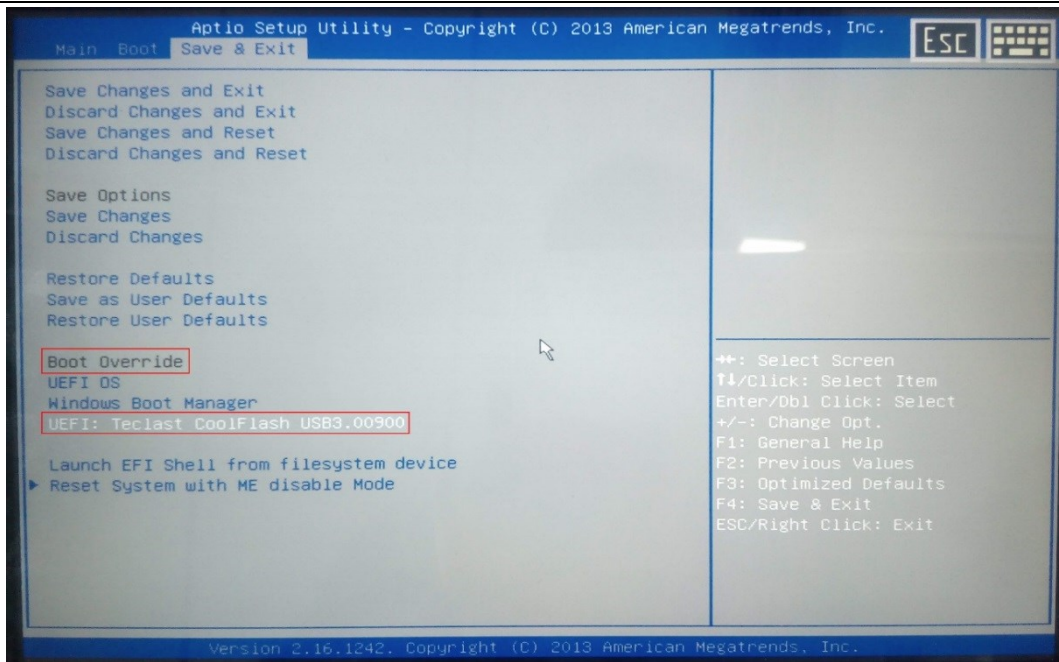 Aptio Setup Utility – Copyright (C) 2013 American Megatrends, Inc.
Main Boot Save & Exit
Esc
Save Changes and Exit
Discard Changes and Exit
Save Changes and Reset
Discard Changes and Reset
Save Options
Save Changes
Discard Changes
Restore Defaults
Save as User Defaults
Restore User Defaults
Boot Override
UEFI OS
Windows Boot Manager
UEFI: Teclast CoolFlash USB3.00900
Launch EFI Shell from filesystem device
▶ Reset System with ME disable Mode
→←: Select Screen
↑↓/Click: Select Item
Enter/Dbl Click: Select
+/-: Change Opt.
F1: General Help
F2: Previous Values
F3: Optimized Defaults
F4: Save & Exit
ESC/Right Click: Exit
Version 2.16.1242. Copyright (C) 2013 American Megatrends, Inc.